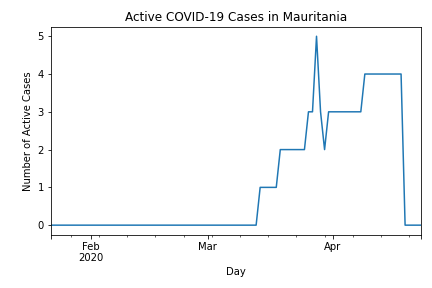 Active COVID-19 Cases in Mauritania
Number of Active Cases
5
4
3
2
1
0
Feb
2020
Mar
Apr
Day